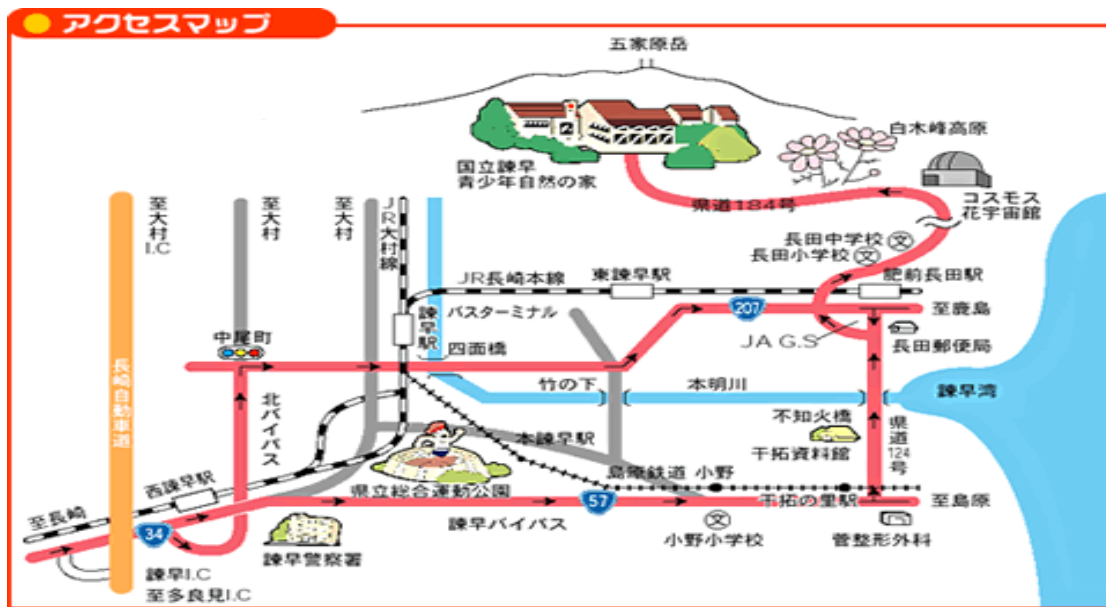 アクセスマップ
五家原岳
白木峰高原
国立諫早
青少年自然の家
県道184号
コスモス
花宇宙館
至大村
I.C
至大村
至大村
JR大村線
長田中学校 文
長田小学校 文
JR長崎本線
東諫早駅
肥前長田駅
諫早駅
バスターミナル
207
至鹿島
中尾町
四面橋
JA G.S
長田郵便局
長崎自動車道
北バイパス
竹の下
本明川
諫早湾
不知火橋
県道124号
本諫早駅
干拓資料館
西諫早駅
島原鉄道 小野
県立総合運動公園
57
干拓の里駅
至島原
至長崎
34
諫早バイパス
文
諫早警察署
小野小学校
菅整形外科
諫早I.C
至多良見I.C